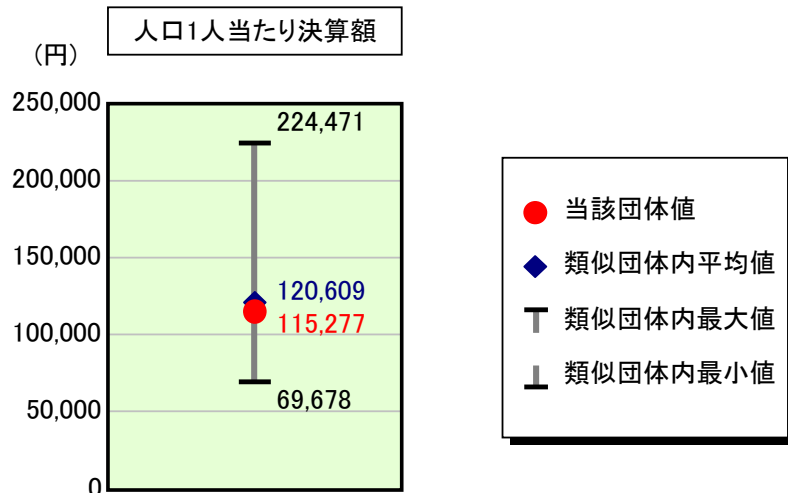 人口1人当たり決算額
(円)
250,000
224,471
200,000
150,000
120,609
115,277
100,000
69,678
50,000
0
当該団体値
類似団体内平均値
類似団体内最大値
類似団体内最小値